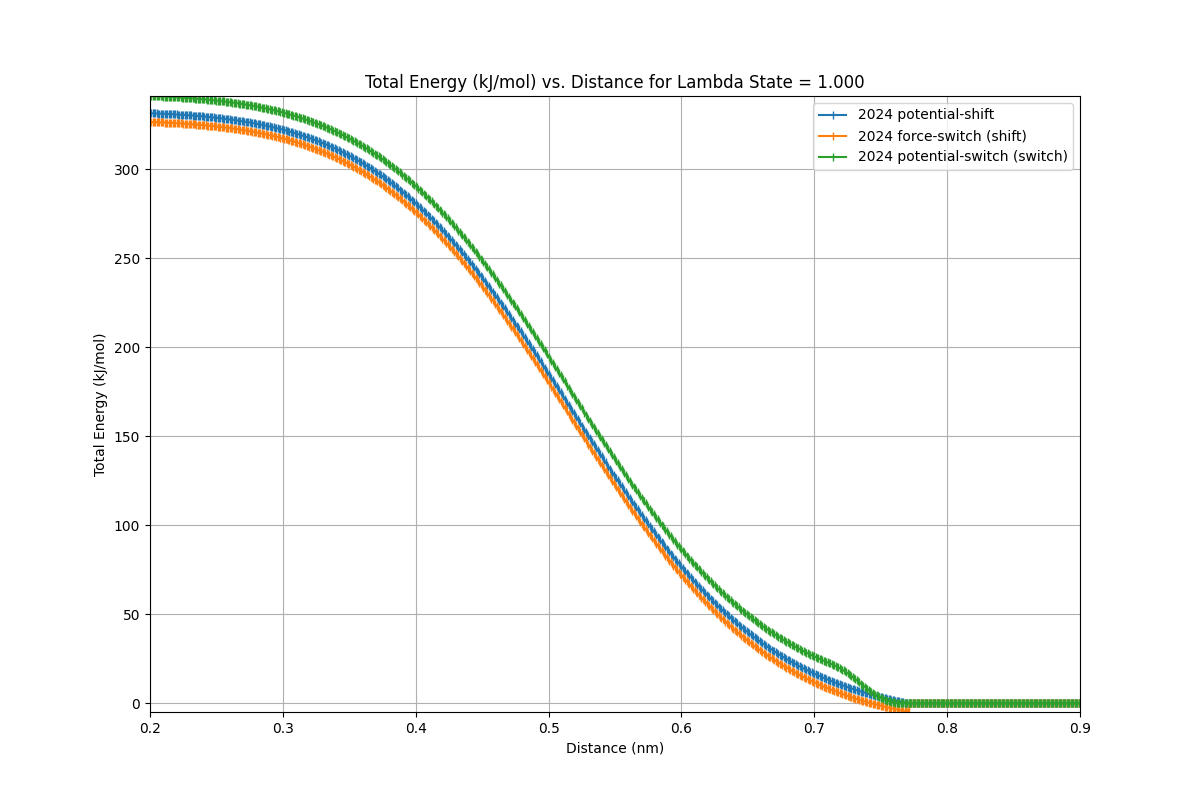 Total Energy (kJ/mol) vs. Distance for Lambda State = 1.000
2024 potential-shift
2024 force-switch (shift)
2024 potential-switch (switch)
Total Energy (kJ/mol)
300
250
200
150
100
50
0
0.2 0.3 0.4 0.5 0.6 0.7 0.8 0.9
Distance (nm)